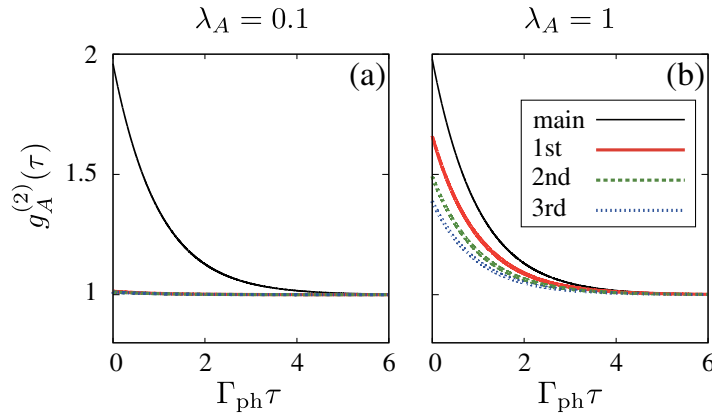 λ_A = 0.1
λ_A = 1
g_A^(2)(τ)
2
1.5
1
(a)
(b)
main
1st
2nd
3rd
0 2 4 6
0 2 4 6
Γ_ph τ
Γ_ph τ